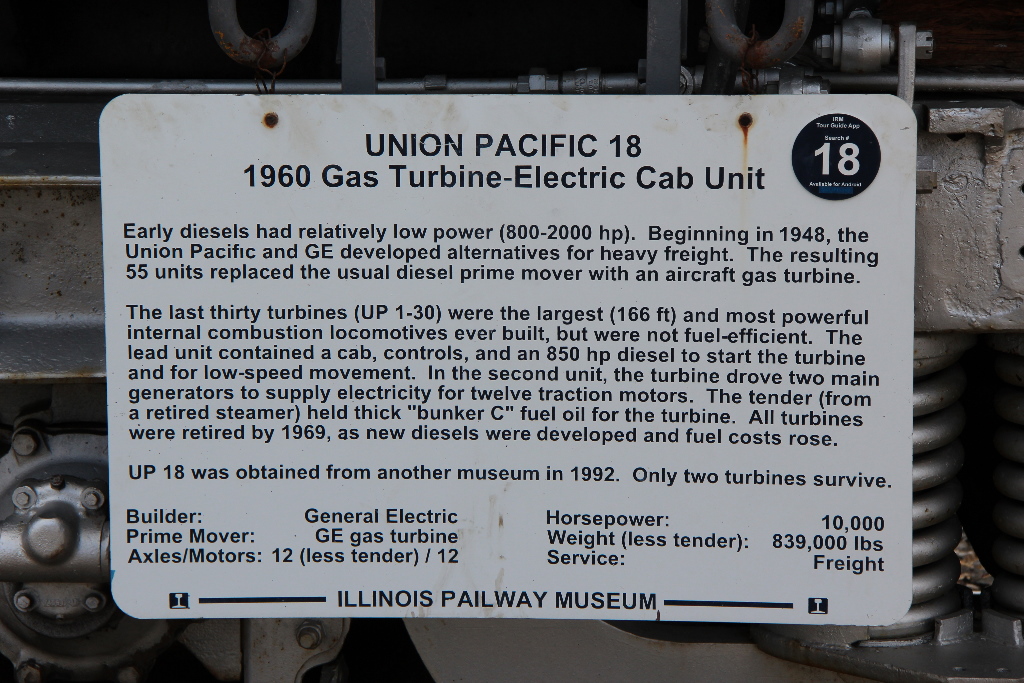 UNION PACIFIC 18
1960 Gas Turbine-Electric Cab Unit
IRM
Tour Guide App
Search #
18
Available for Android
Early diesels had relatively low power (800-2000 hp). Beginning in 1948, the
Union Pacific and GE developed alternatives for heavy freight. The resulting
55 units replaced the usual diesel prime mover with an aircraft gas turbine.
The last thirty turbines (UP 1-30) were the largest (166 ft) and most powerful
internal combustion locomotives ever built, but were not fuel-efficient. The
lead unit contained a cab, controls, and an 850 hp diesel to start the turbine
and for low-speed movement. In the second unit, the turbine drove two main
generators to supply electricity for twelve traction motors. The tender (from
a retired steamer) held thick "bunker C" fuel oil for the turbine. All turbines
were retired by 1969, as new diesels were developed and fuel costs rose.
UP 18 was obtained from another museum in 1992. Only two turbines survive.
Builder: General Electric
Prime Mover: GE gas turbine
Axles/Motors: 12 (less tender) / 12
Horsepower: 10,000
Weight (less tender): 839,000 lbs
Service: Freight
ILLINOIS PAILWAY MUSEUM